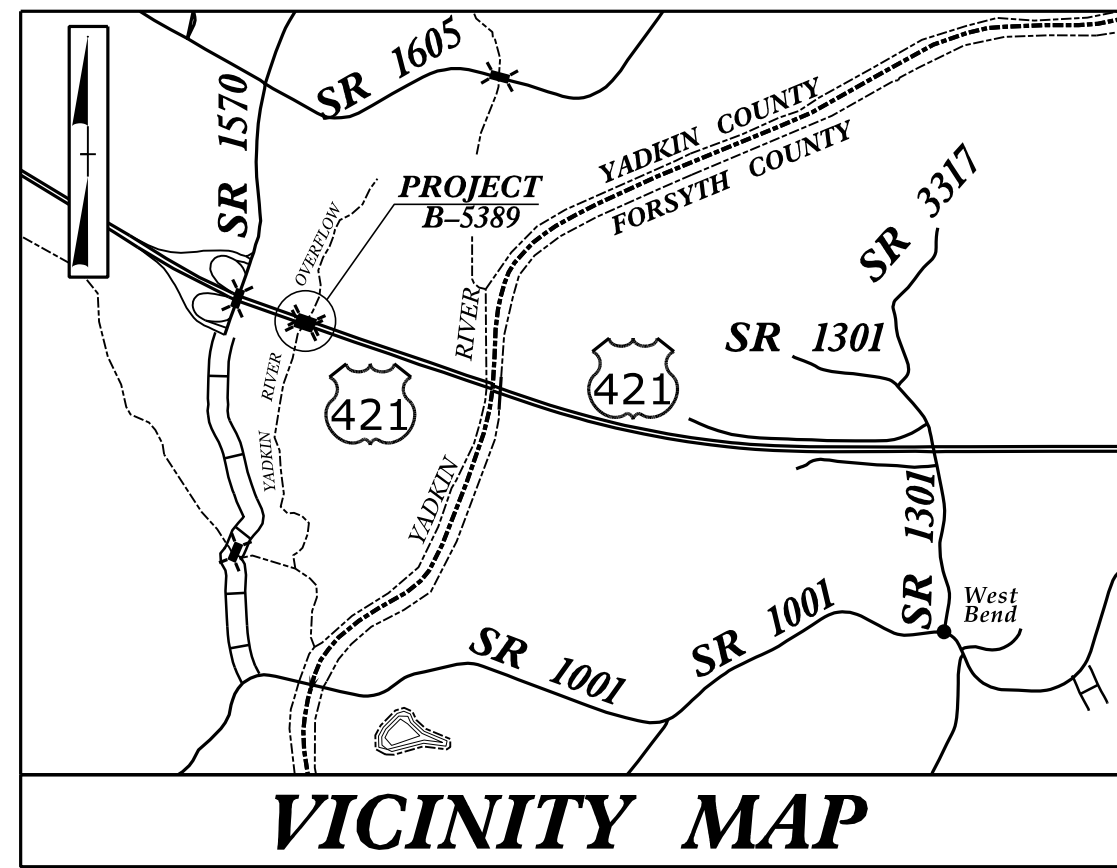 SR 1605
SR 1570
YADKIN COUNTY
FORSYTH COUNTY
SR 3317
PROJECT
B–5389
OVERFLOW
RIVER
YADKIN
RIVER
YADKIN
421
421
SR 1301
SR 1301
SR 1001
SR 1001
West
Bend
VICINITY MAP